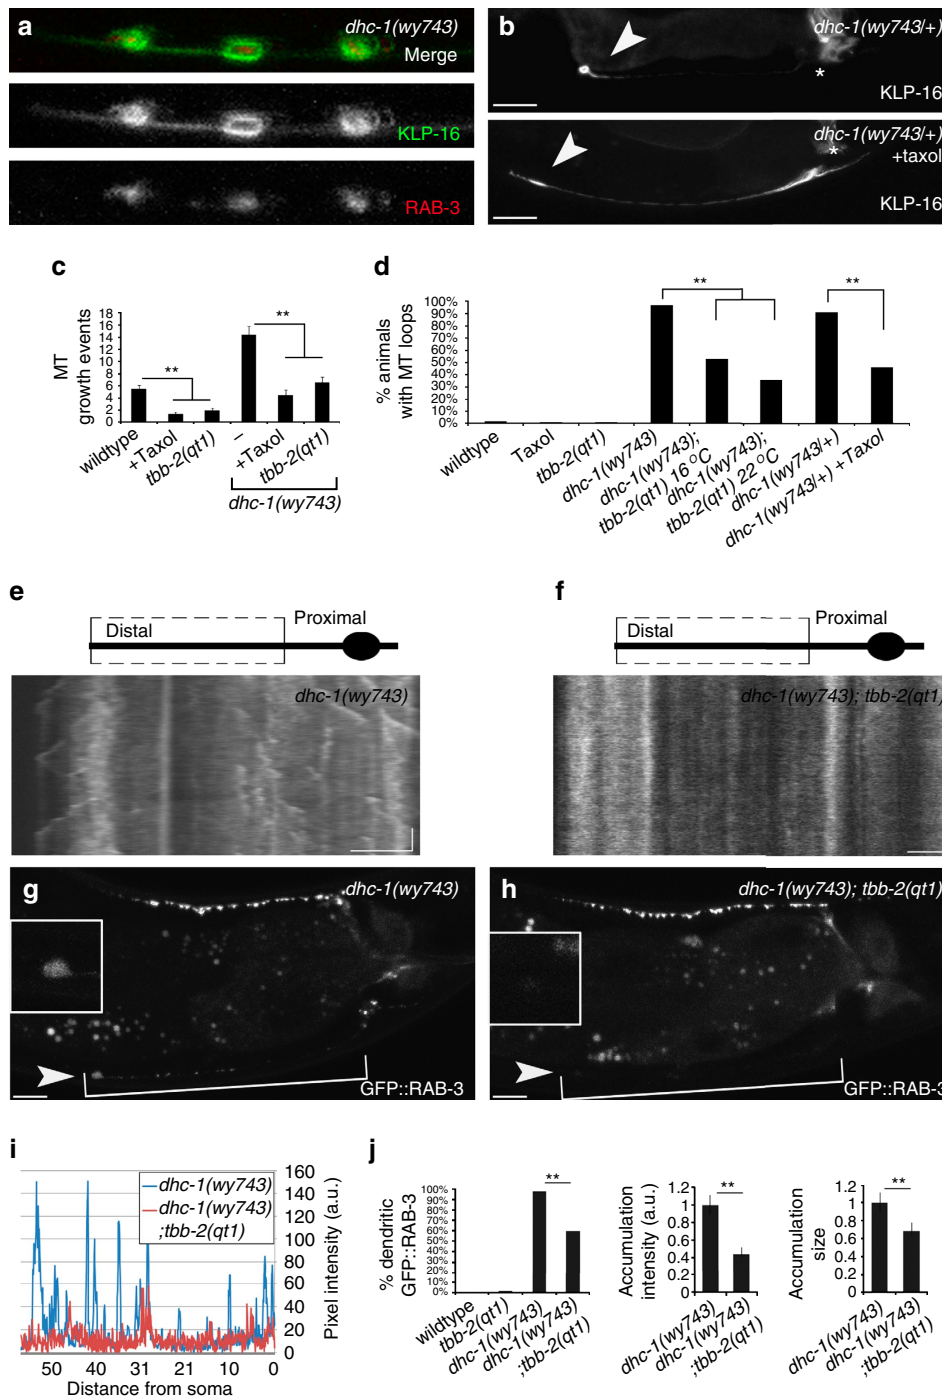 a
dhc-1(wy743)
Merge
KLP-16
RAB-3
b
dhc-1(wy743/+)
*
KLP-16
dhc-1(wy743/+)
+taxol
*
KLP-16
c
MT
growth events
18
16
14
12
10
8
6
4
2
0
**
**
wildtype
+Taxol
tbb-2(qt1)
–
+Taxol
tbb-2(qt1)
dhc-1(wy743)
d
% animals
with MT loops
100%
90%
80%
70%
60%
50%
40%
30%
20%
10%
0%
**
**
wildtype
Taxol
tbb-2(qt1)
dhc-1(wy743)
dhc-1(wy743);
tbb-2(qt1) 16 °C
dhc-1(wy743);
tbb-2(qt1) 22 °C
dhc-1(wy743/+)
dhc-1(wy743/+) +Taxol
e
Distal
Proximal
dhc-1(wy743)
f
Distal
Proximal
dhc-1(wy743); tbb-2(qt1)
g
dhc-1(wy743)
GFP::RAB-3
h
dhc-1(wy743); tbb-2(qt1)
GFP::RAB-3
i
dhc-1(wy743)
dhc-1(wy743)
;tbb-2(qt1)
160
140
120
100
80
60
40
20
0
Pixel intensity (a.u.)
50 40 31 21 10 0
Distance from soma
j
% dendritic
GFP::RAB-3
100%
90%
80%
70%
60%
50%
40%
30%
20%
10%
0%
**
wildtype
tbb-2(qt1)
dhc-1(wy743)
dhc-1(wy743)
;tbb-2(qt1)
Accumulation
intensity (a.u.)
1.2
1
0.8
0.6
0.4
0.2
0
**
dhc-1(wy743)
dhc-1(wy743)
;tbb-2(qt1)
Accumulation
size
1.2
1
0.8
0.6
0.4
0.2
0
**
dhc-1(wy743)
dhc-1(wy743)
;tbb-2(qt1)